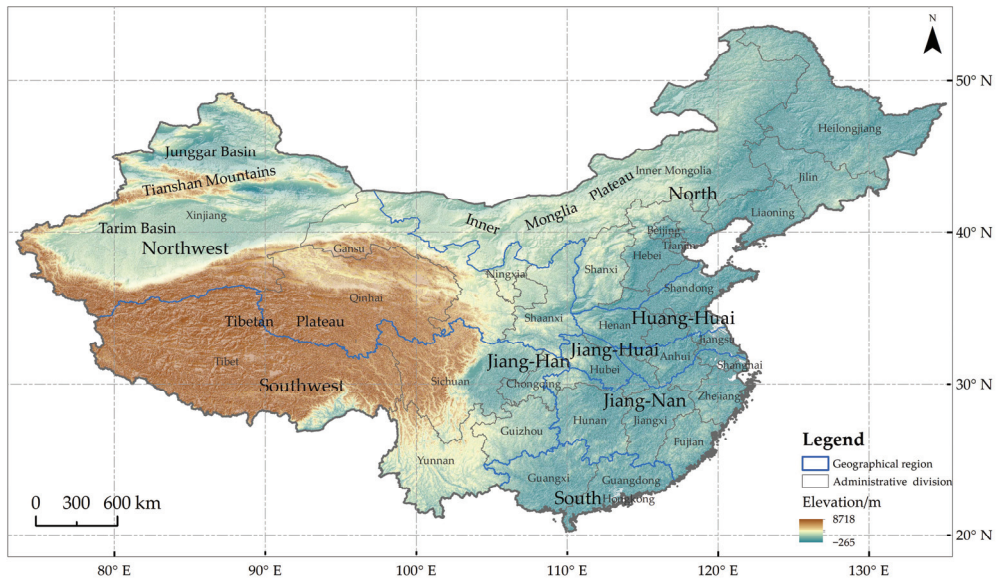 N
50° N
Heilongjiang
Junggar Basin
Inner Mongolia
Jilin
Tianshan Mountains
Plateau
North
Xinjiang
Inner
Monglia
Liaoning
Tarim Basin
Beijing
40° N
Northwest
Gansu
Tianjin
Hebei
Ningxia
Shanxi
Qinhai
Shandong
Tibetan
Plateau
Shaanxi
Henan
Huang-Huai
Jiangsu
Jiang-Huai
Tibet
Jiang-Han
Anhui
Shanghai
Hubei
Southwest
Sichuan
Chongqing
30° N
Jiang-Nan
Zhesiang
Hunan
Jiangxi
Guizhou
Fujian
Legend
Yunnan
Geographical region
Guangxi
Guangdong
Administrative division
0 300 600 km
South
Hongkong
Elevation/m
8718
−265
20° N
80° E
90° E
100° E
110° E
120° E
130° E